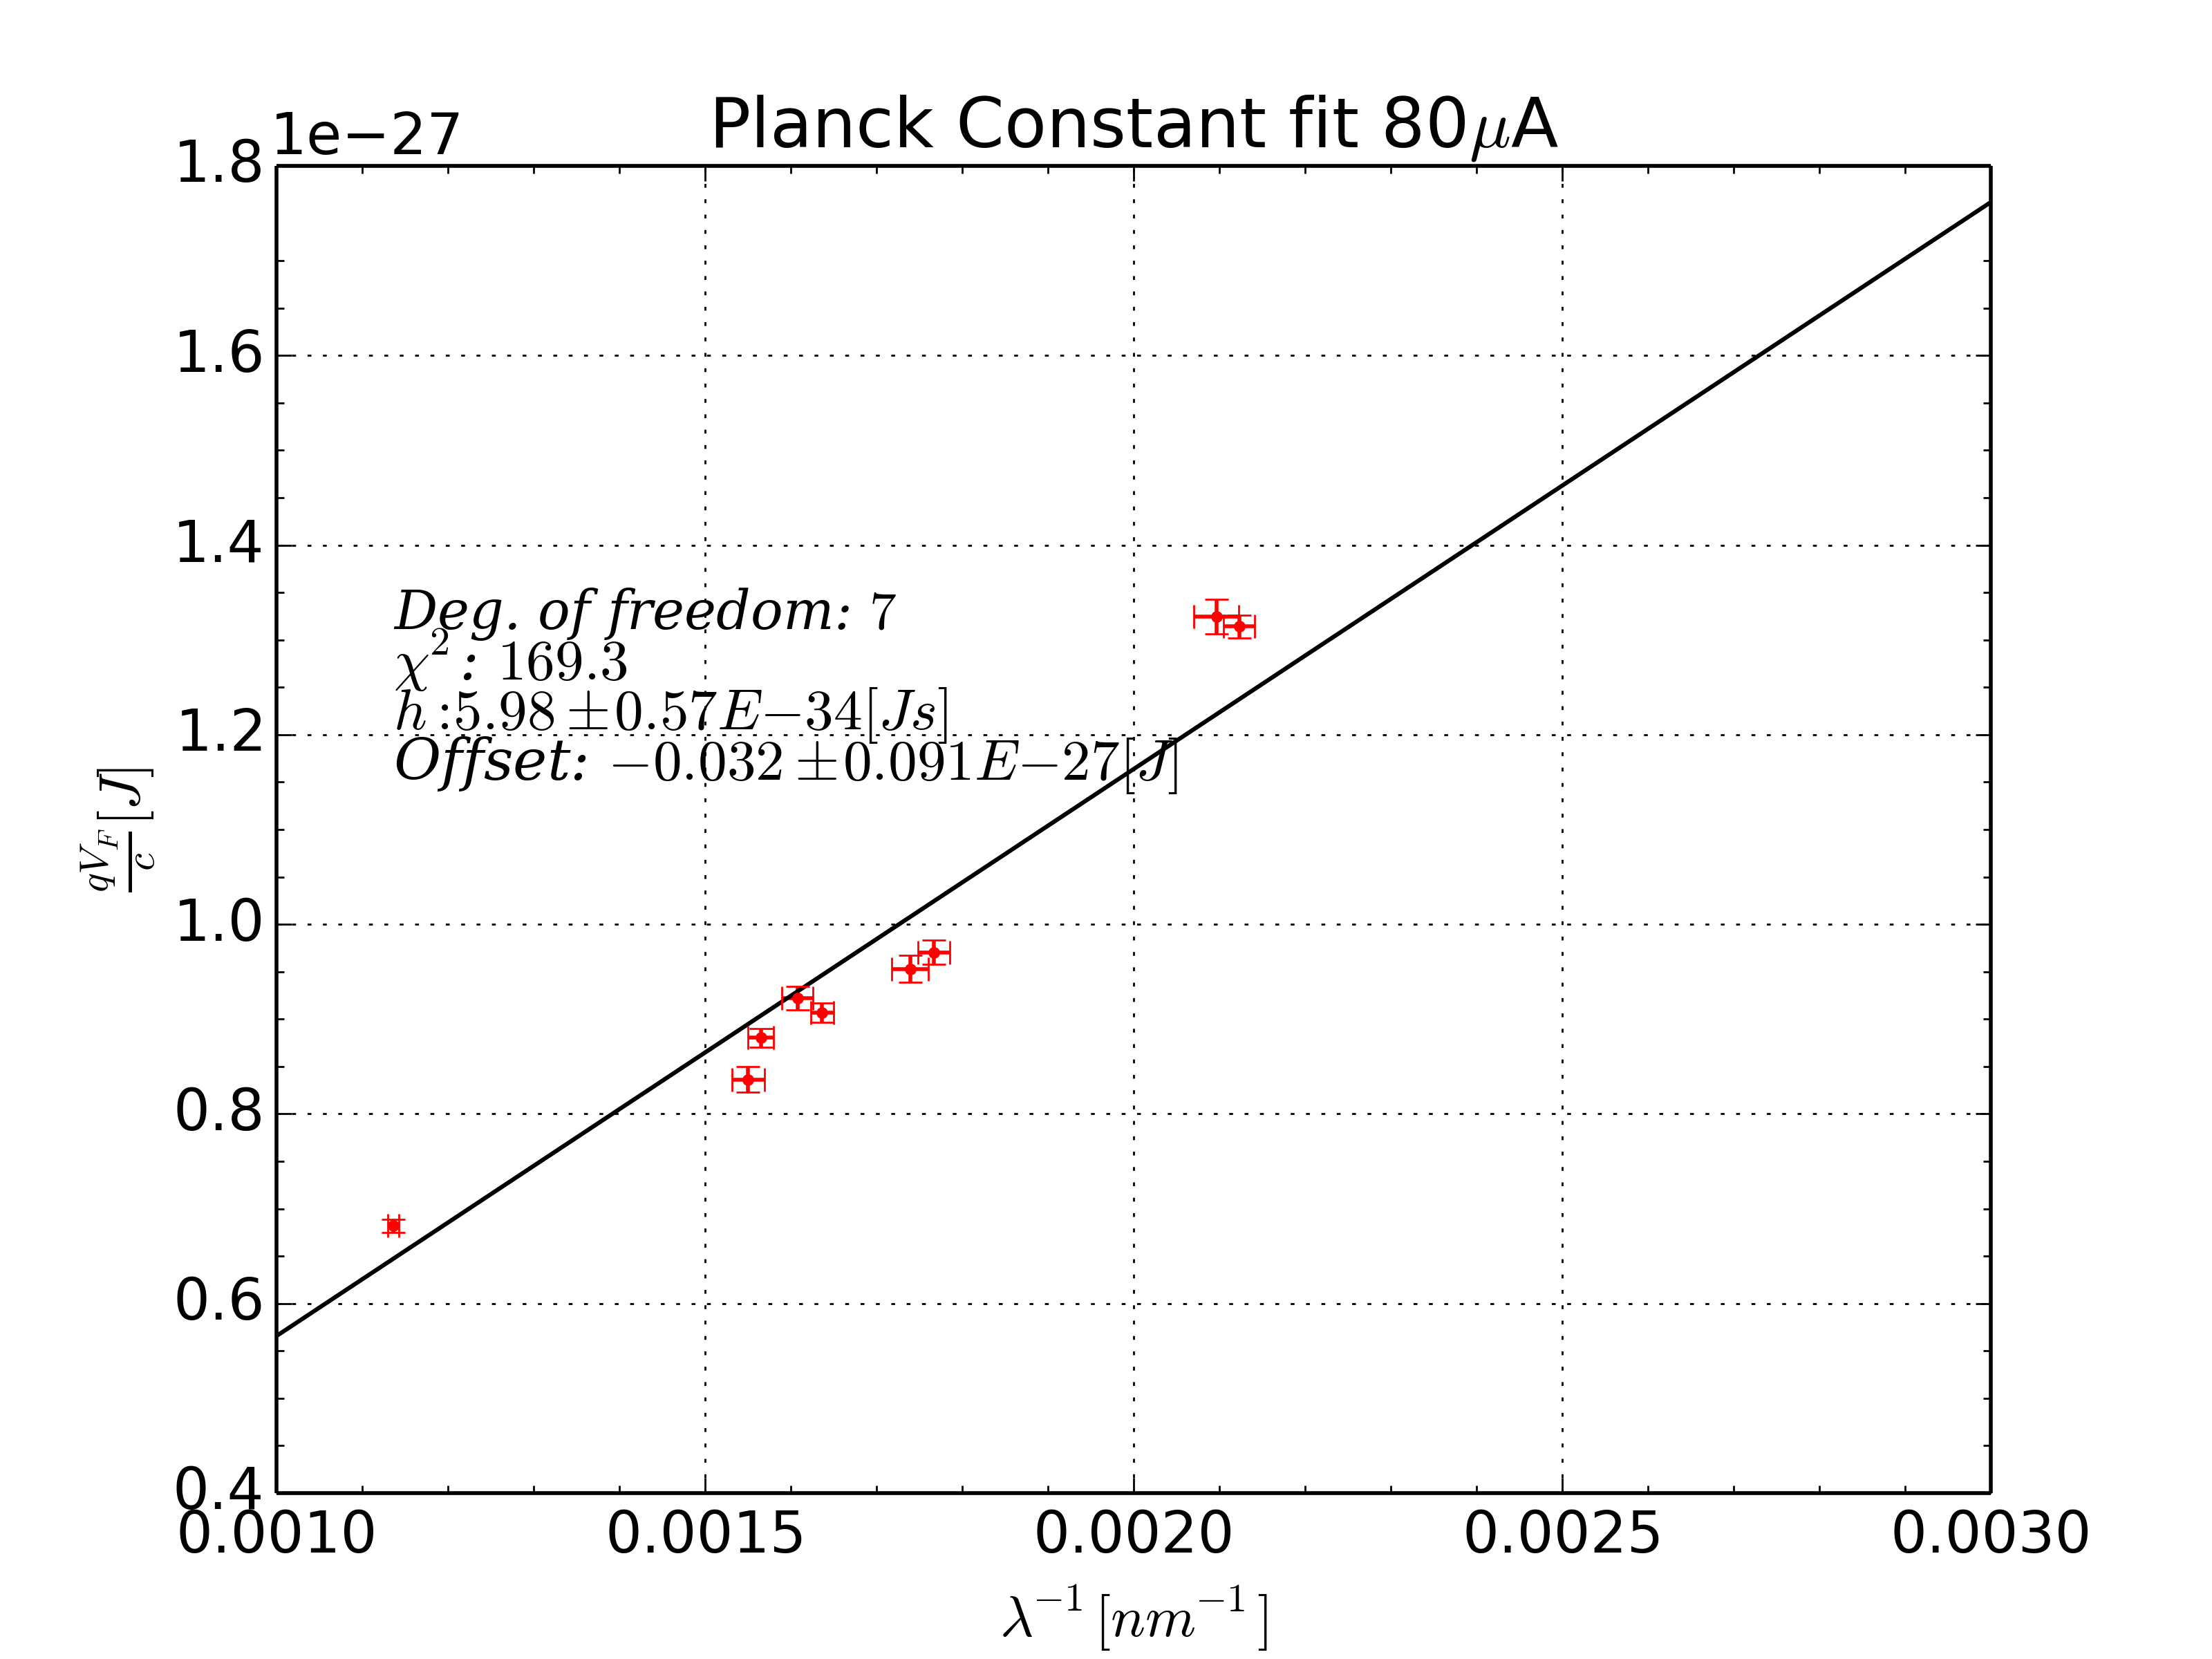 Planck Constant fit 80μA
1e−27
1.8
1.6
1.4
1.2
1.0
0.8
0.6
0.4
Deg. of freedom: 7
χ² : 169.3
h :5.98±0.57E−34[Js]
Offset: −0.032±0.091E−27[J]
qV_F/c [J]
0.0010 0.0015 0.0020 0.0025 0.0030
λ⁻¹[nm⁻¹]